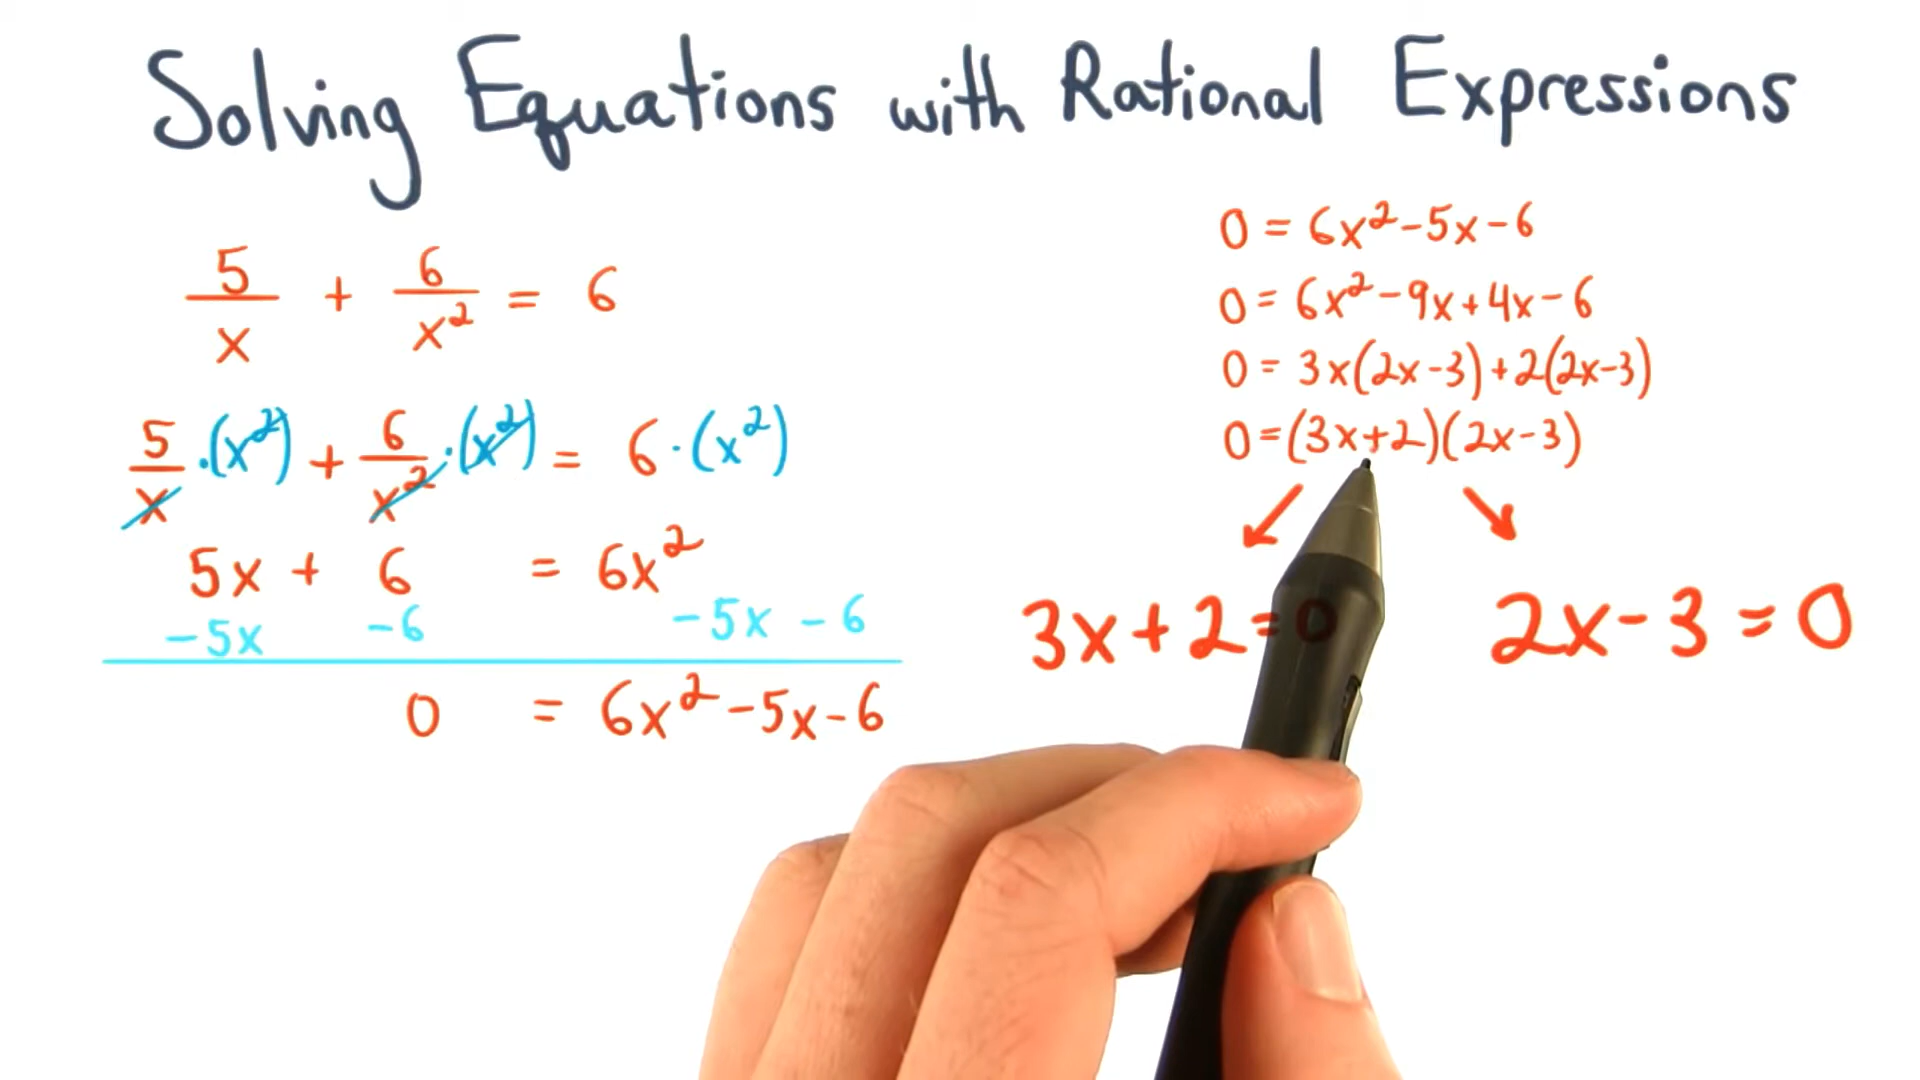 Solving Equations with Rational Expressions
5/x + 6/x² = 6
5/x · (x²) + 6/x² · (x²) = 6 · (x²)
5x + 6 = 6x²
-5x -6 -5x - 6
0 = 6x² - 5x - 6
0 = 6x² - 5x - 6
0 = 6x² - 9x + 4x - 6
0 = 3x(2x - 3) + 2(2x - 3)
0 = (3x + 2)(2x - 3)
3x + 2 = 0
2x - 3 = 0